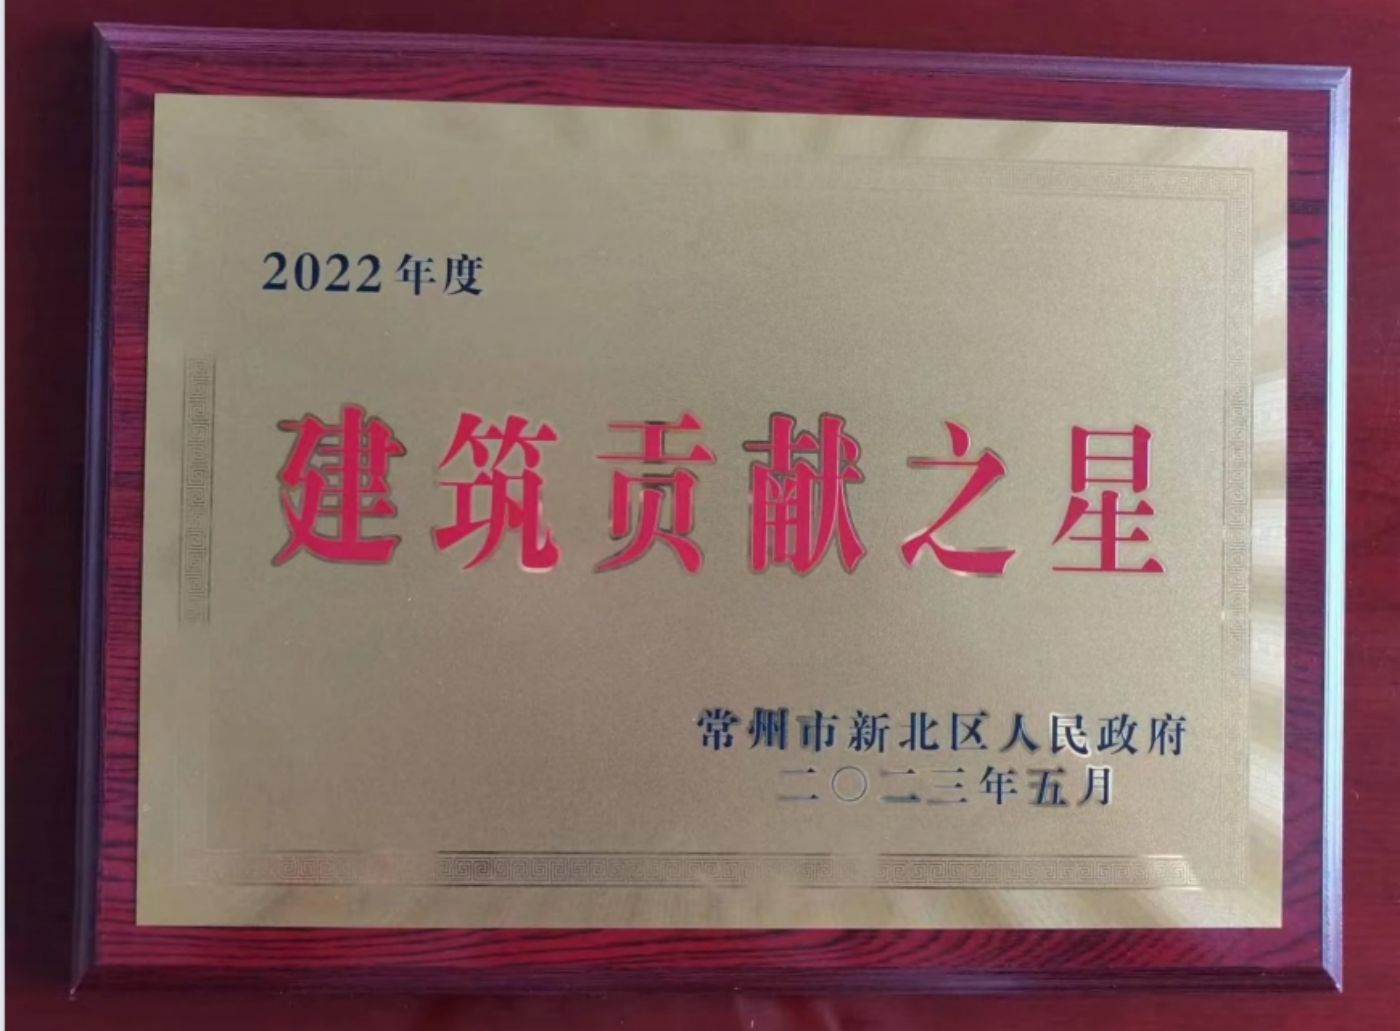 2022年度
建筑贡献之星
常州市新北区人民政府
二〇二三年五月